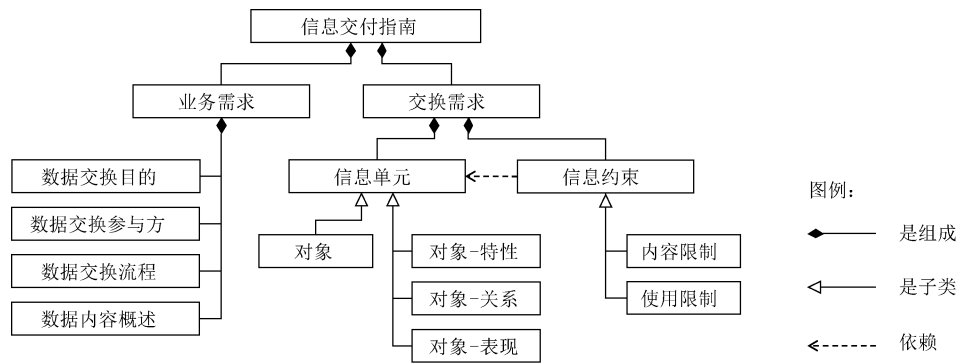 信息交付指南
业务需求
交换需求
数据交换目的
数据交换参与方
数据交换流程
数据内容概述
信息单元
信息约束
对象
对象-特性
对象-关系
对象-表现
内容限制
使用限制
图例：
是组成
是子类
依赖